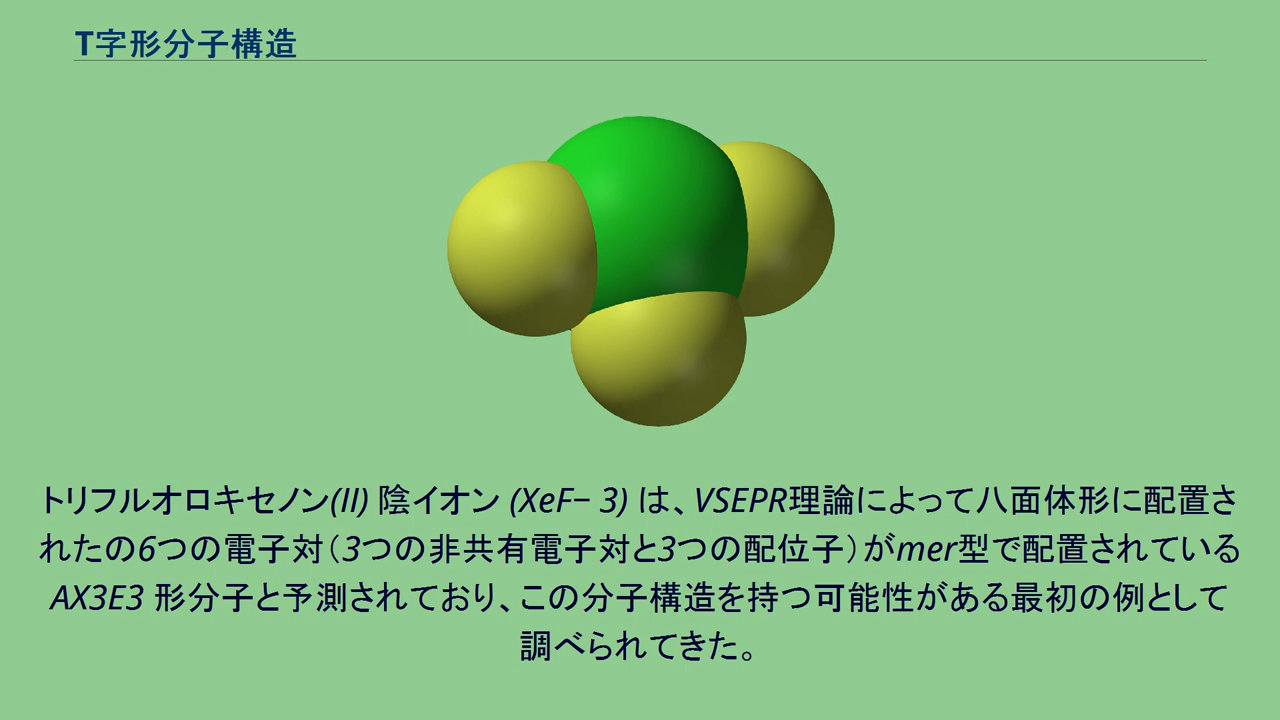 T字形分子構造
トリフルオロキセノン(II) 陰イオン (XeF− 3) は、VSEPR理論によって八面体形に配置さ
れたの6つの電子対（3つの非共有電子対と3つの配位子）がmer型で配置されている
AX3E3 形分子と予測されており、この分子構造を持つ可能性がある最初の例として
調べられてきた。